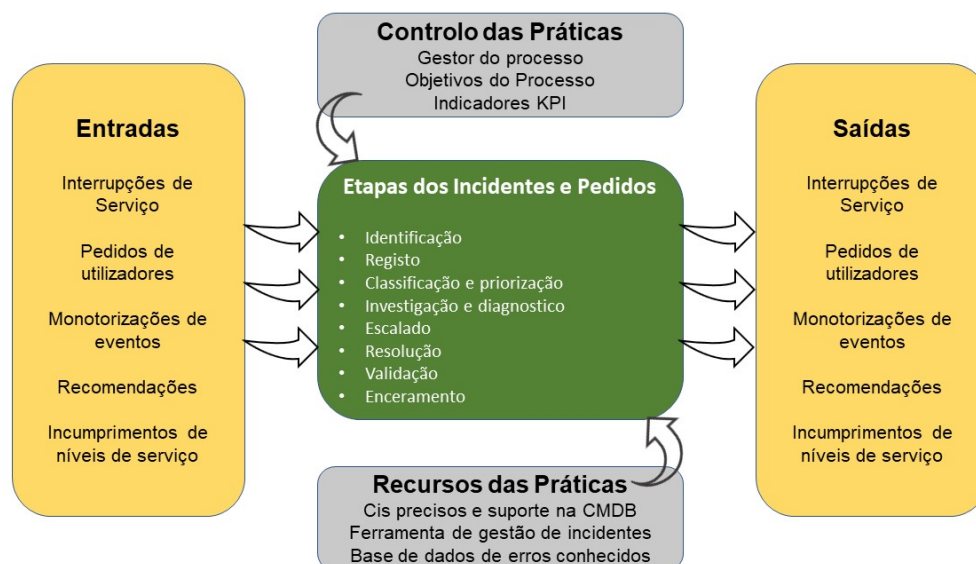 Controlo das Práticas
Gestor do processo
Objetivos do Processo
Indicadores KPI
Entradas
Interrupções de
Serviço
Pedidos de
utilizadores
Monotorizações de
eventos
Recomendações
Incumprimentos de
níveis de serviço
Etapas dos Incidentes e Pedidos
• Identificação
• Registo
• Classificação e priorização
• Investigação e diagnostico
• Escalado
• Resolução
• Validação
• Enceramento
Saídas
Interrupções de
Serviço
Pedidos de
utilizadores
Monotorizações de
eventos
Recomendações
Incumprimentos de
níveis de serviço
Recursos das Práticas
Cis precisos e suporte na CMDB
Ferramenta de gestão de incidentes
Base de dados de erros conhecidos